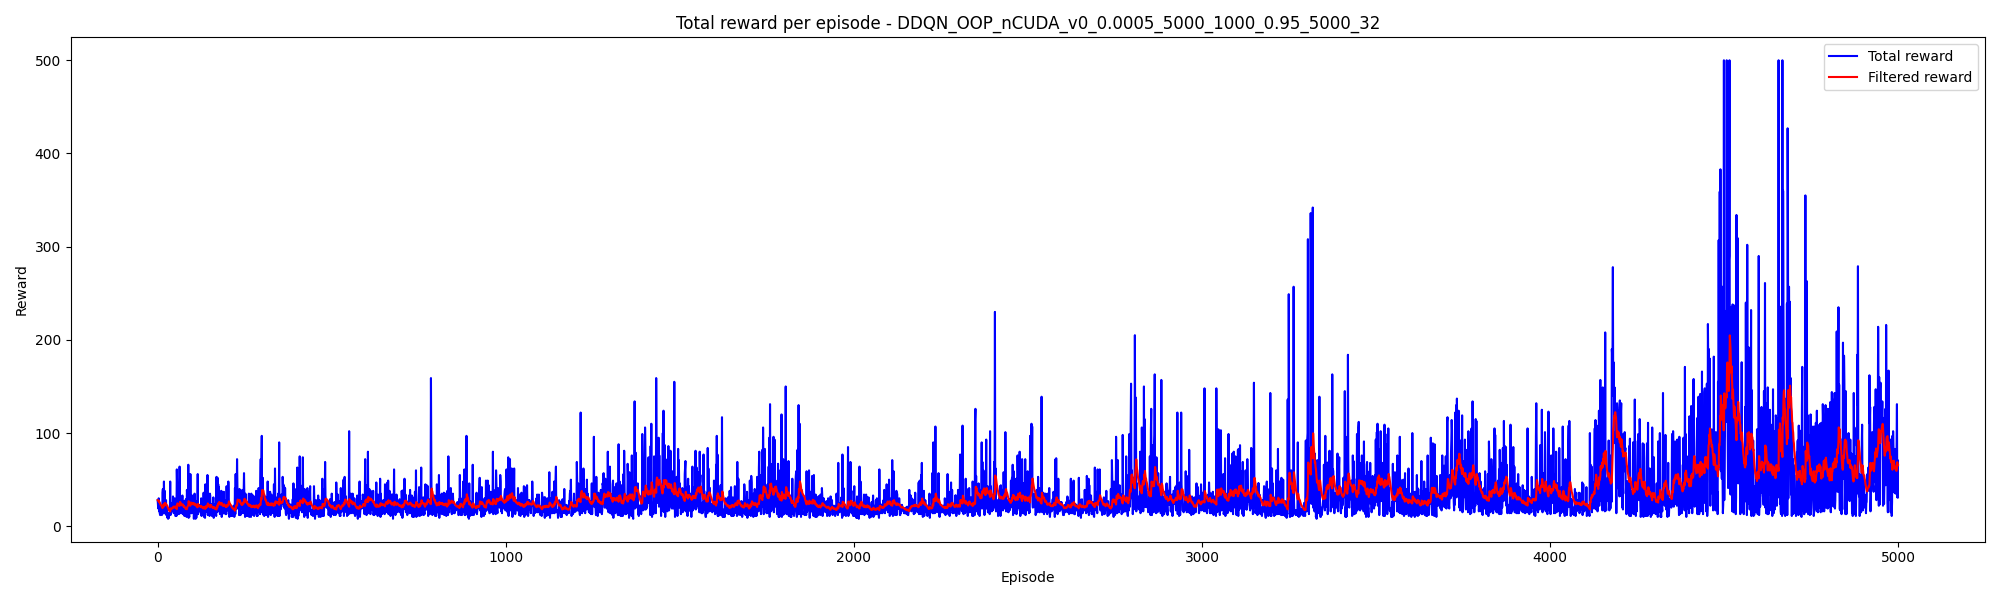 Total reward per episode - DDQN_OOP_nCUDA_v0_0.0005_5000_1000_0.95_5000_32
Total reward
Filtered reward
500
400
300
200
100
0
Reward
0 1000 2000 3000 4000 5000
Episode